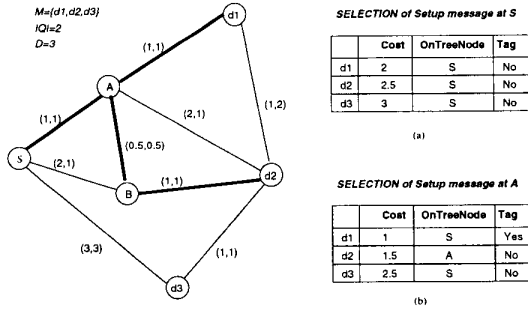 M={d1,d2,d3}
IQI=2
D=3
d1
(1,1)
A
(1,1)
(2,1)
(1,2)
(0.5,0.5)
S
(2,1)
(1,1)
d2
B
(3,3)
(1,1)
d3
SELECTION of Setup message at S
Cost OnTreeNode Tag
d1 2 S No
d2 2.5 S No
d3 3 S No
(a)
SELECTION of Setup message at A
Cost OnTreeNode Tag
d1 1 S Yes
d2 1.5 A No
d3 2.5 S No
(b)